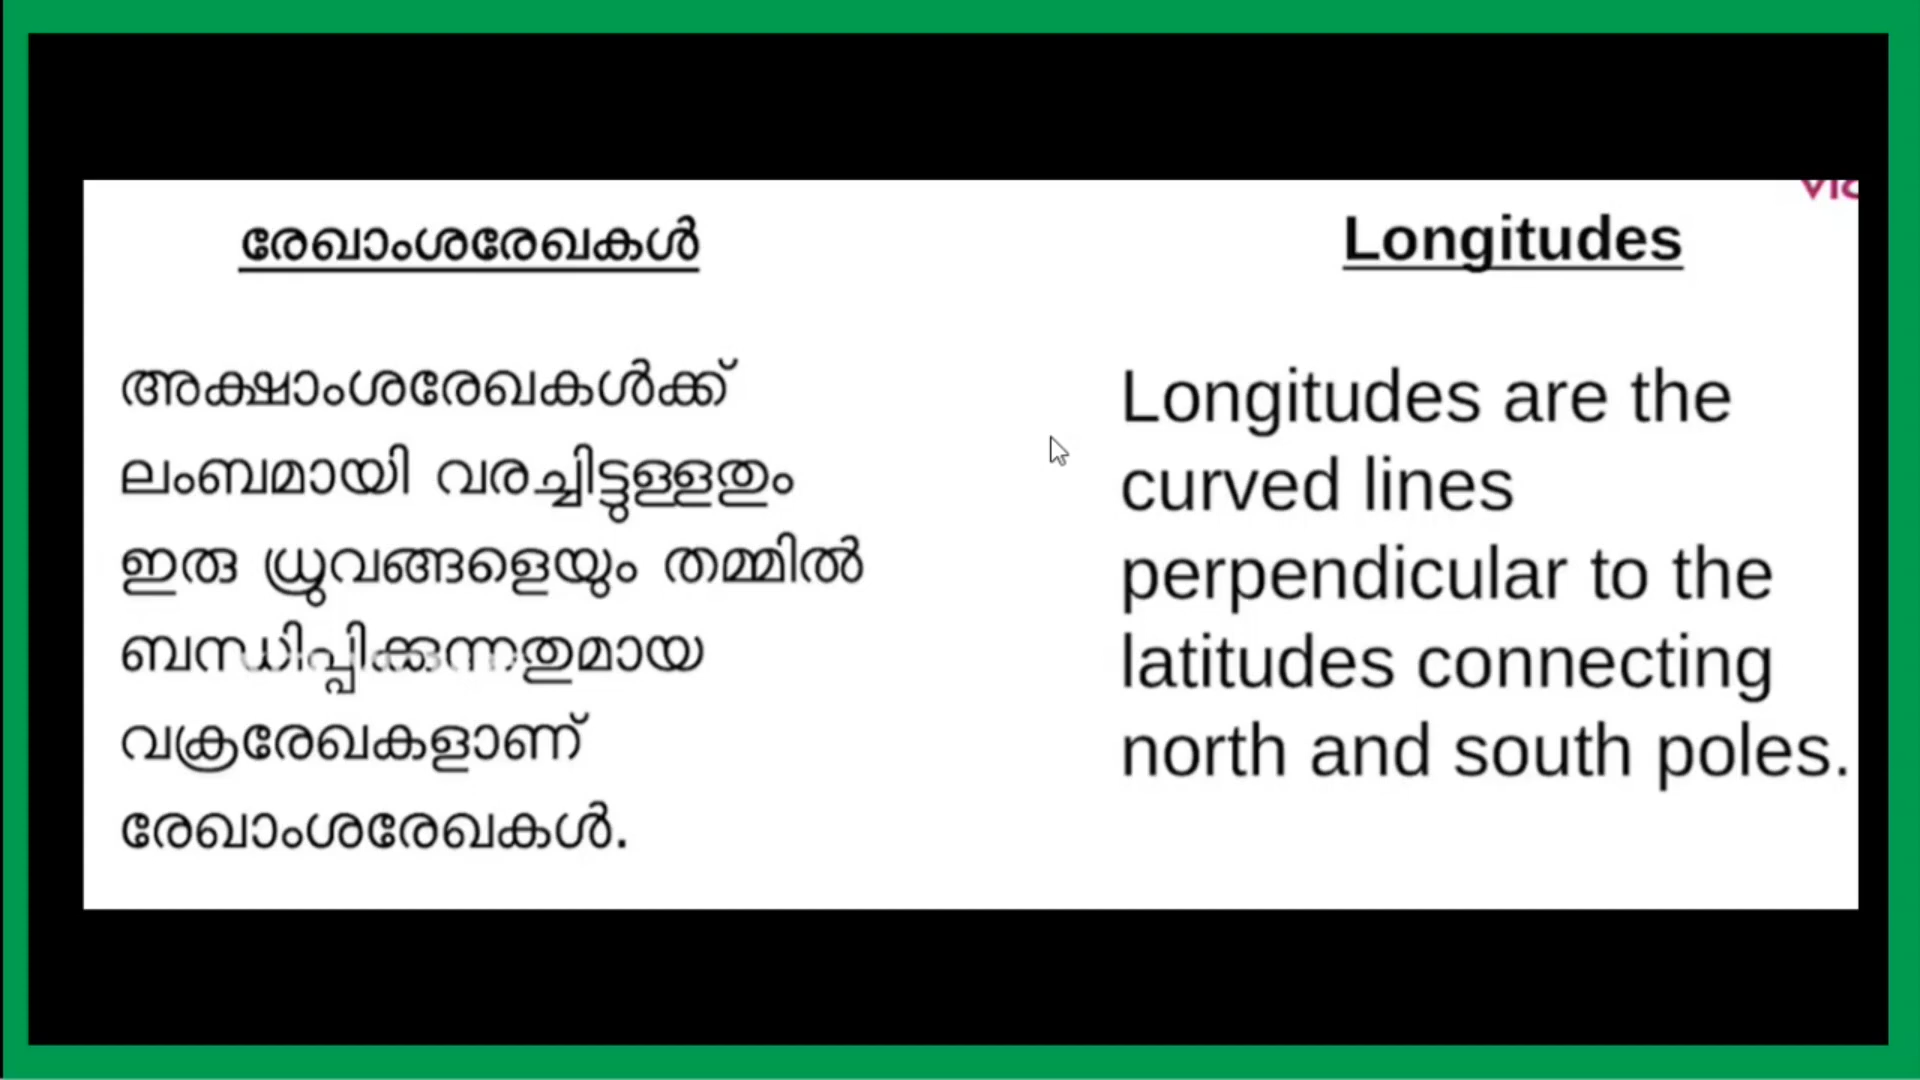 രേഖാംശരേഖകൾ
അക്ഷാംശരേഖകൾക്ക്
ലംബമായി വരച്ചിട്ടുള്ളതും
ഇരു ധ്രുവങ്ങളെയും തമ്മിൽ
ബന്ധിപ്പിക്കുന്നതുമായ
വക്രരേഖകളാണ്
രേഖാംശരേഖകൾ.
Longitudes
Longitudes are the
curved lines
perpendicular to the
latitudes connecting
north and south poles.